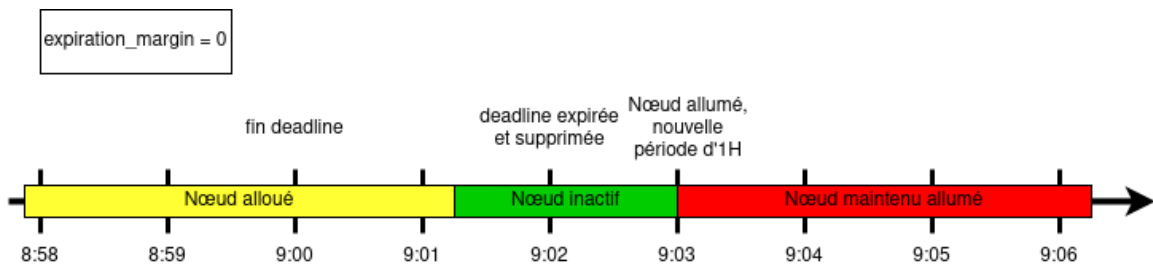 expiration_margin = 0
fin deadline
deadline expirée
et supprimée
Nœud allumé,
nouvelle
période d'1H
Nœud alloué
Nœud inactif
Nœud maintenu allumé
8:58
8:59
9:00
9:01
9:02
9:03
9:04
9:05
9:06